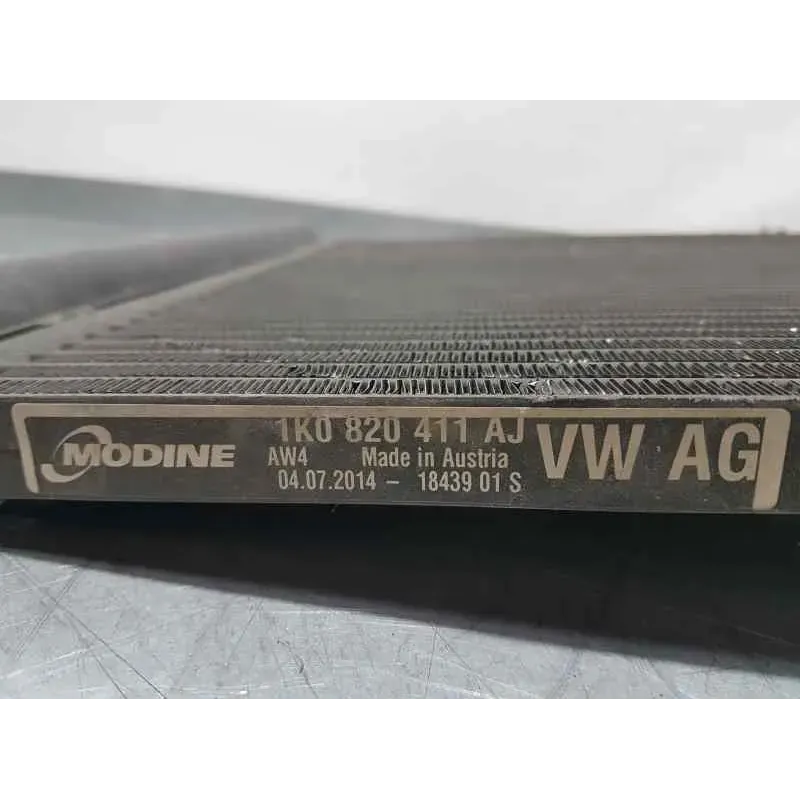 MODINE
1K0 820 411 AJ
AW4 Made in Austria
04.07.2014 - 18439 01 S
VW AG